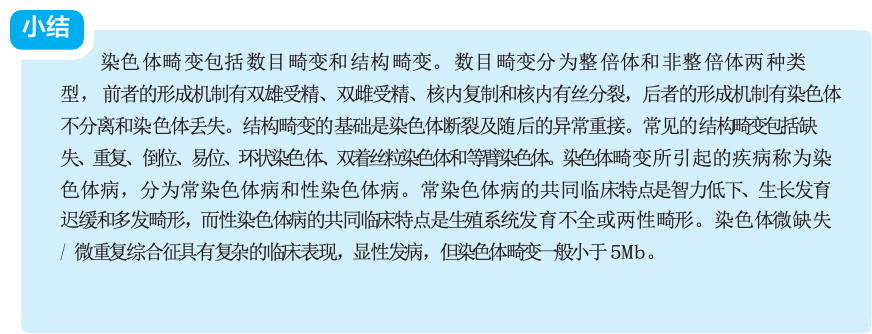 小结
染色体畸变包括数目畸变和结构畸变。数目畸变分为整倍体和非整倍体两种类
型，前者的形成机制有双雄受精、双雌受精、核内复制和核内有丝分裂，后者的形成机制有染色体
不分离和染色体丢失。结构畸变的基础是染色体断裂及随后的异常重接。常见的结构畸变包括缺
失、重复、倒位、易位、环状染色体、双着丝粒染色体和等臂染色体。染色体畸变所引起的疾病称为染
色体病，分为常染色体病和性染色体病。常染色体病的共同临床特点是智力低下、生长发育
迟缓和多发畸形，而性染色体病的共同临床特点是生殖系统发育不全或两性畸形。染色体微缺失
/ 微重复综合征具有复杂的临床表现，显性发病，但染色体畸变一般小于 5Mb。